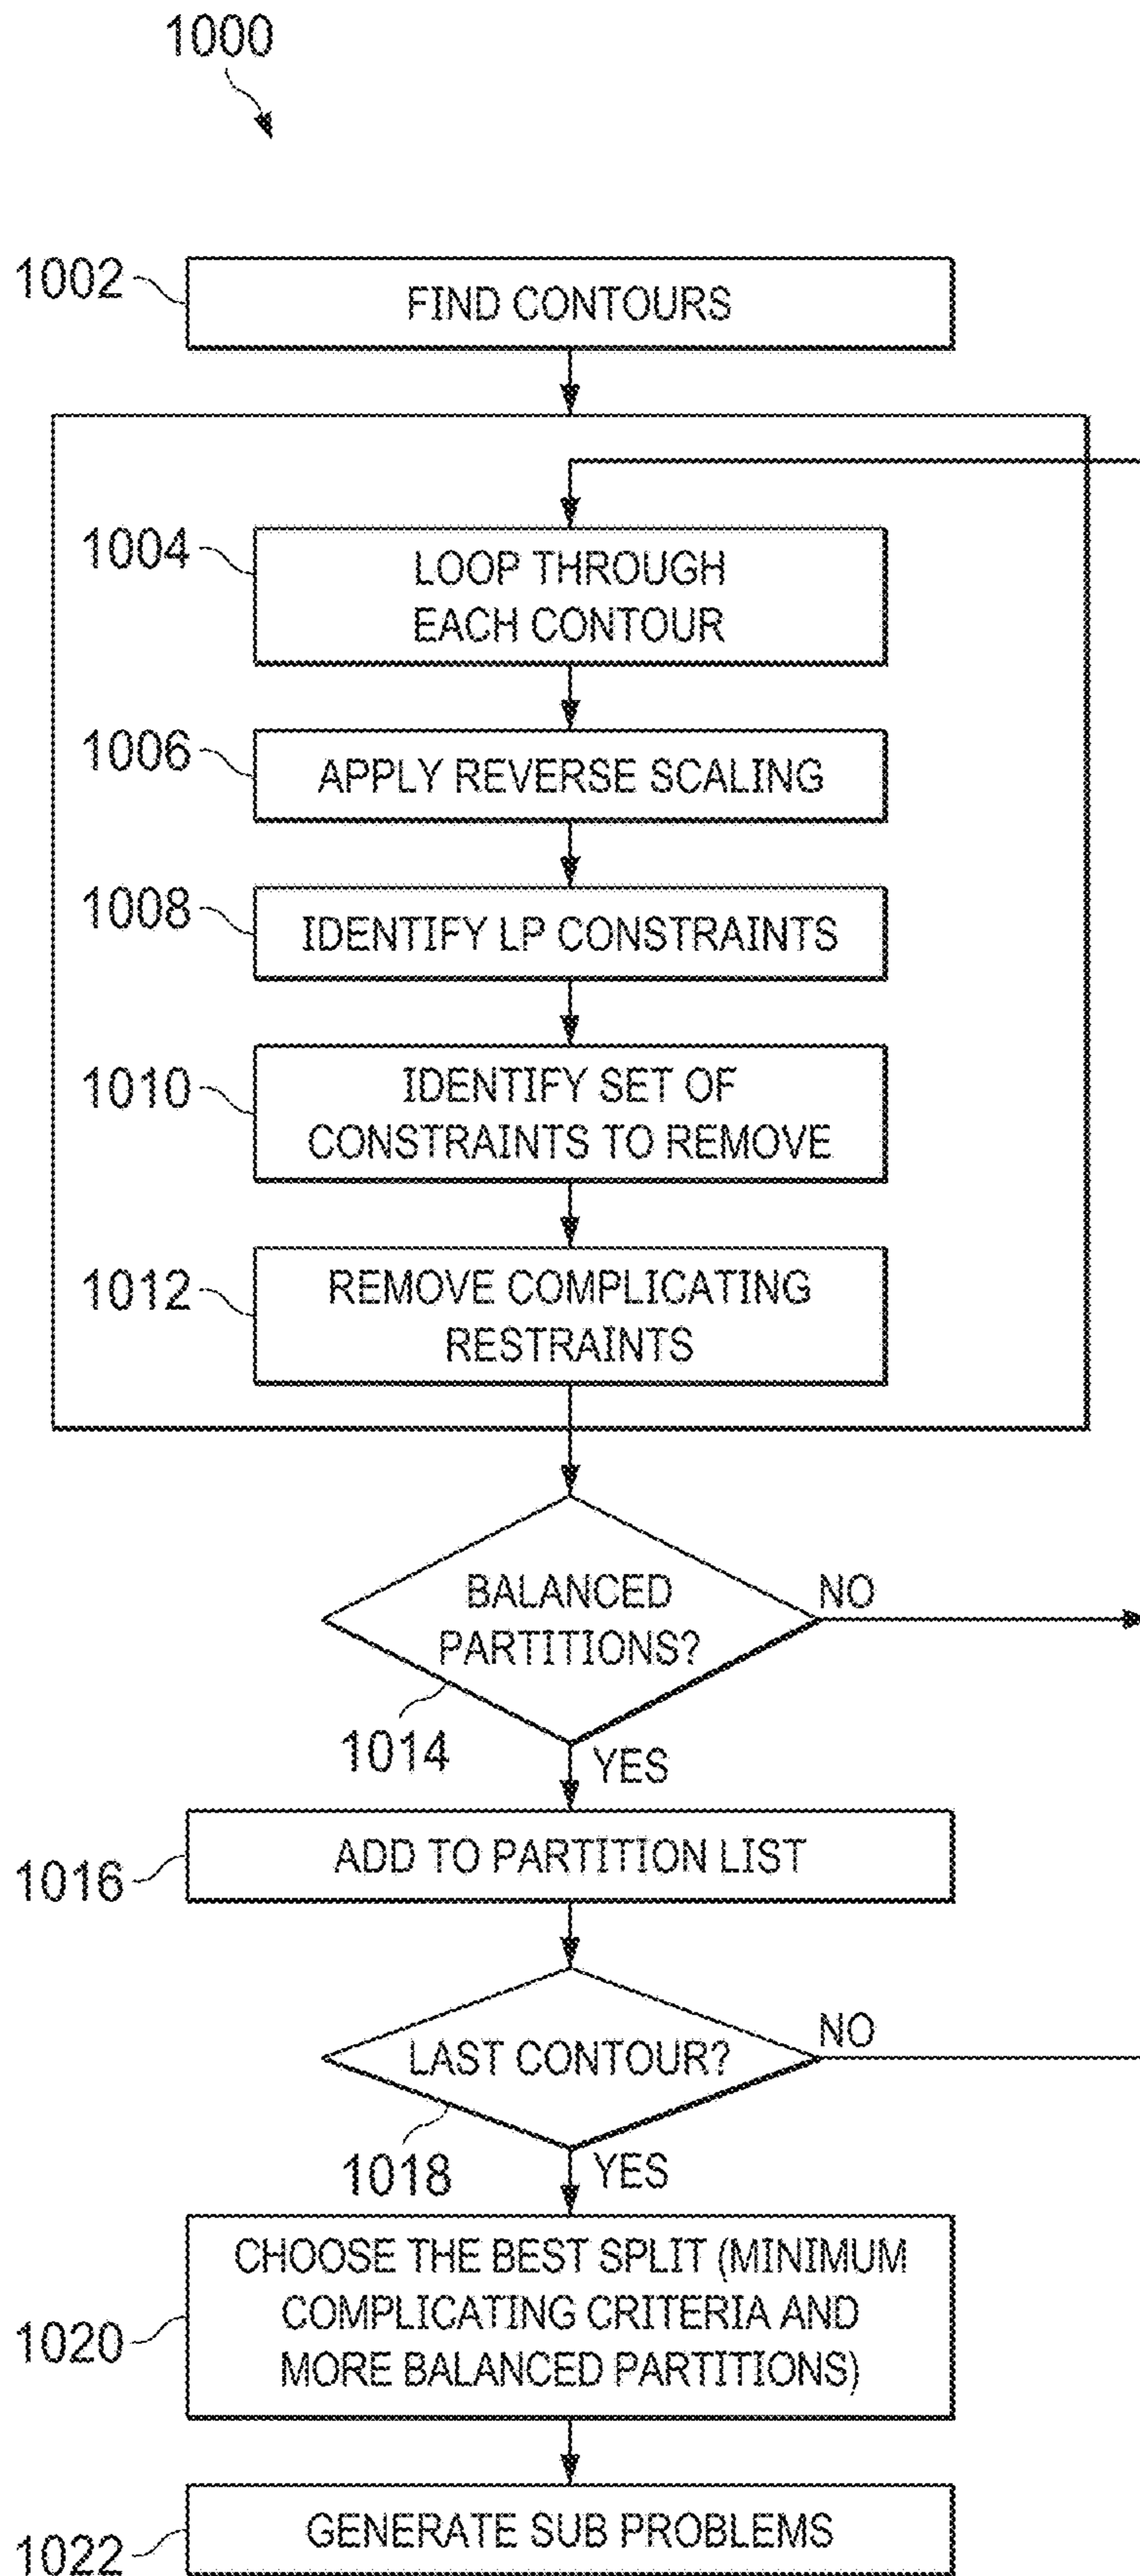 1000
1002
FIND CONTOURS
1004
LOOP THROUGH
EACH CONTOUR
1006
APPLY REVERSE SCALING
1008
IDENTIFY LP CONSTRAINTS
1010
IDENTIFY SET OF
CONSTRAINTS TO REMOVE
1012
REMOVE COMPLICATING
RESTRAINTS
BALANCED
PARTITIONS?
NO
1014
YES
1016
ADD TO PARTITION LIST
LAST CONTOUR?
NO
1018
YES
1020
CHOOSE THE BEST SPLIT (MINIMUM
COMPLICATING CRITERIA AND
MORE BALANCED PARTITIONS)
1022
GENERATE SUB PROBLEMS